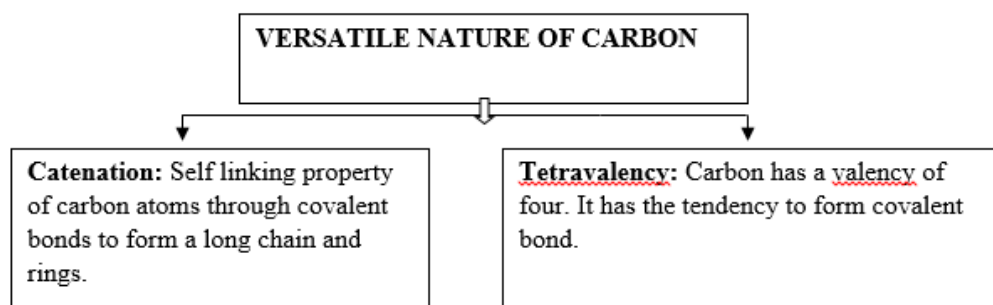 VERSATILE NATURE OF CARBON
Catenation: Self linking property
of carbon atoms through covalent
bonds to form a long chain and
rings.
Tetravalency: Carbon has a valency of
four. It has the tendency to form covalent
bond.